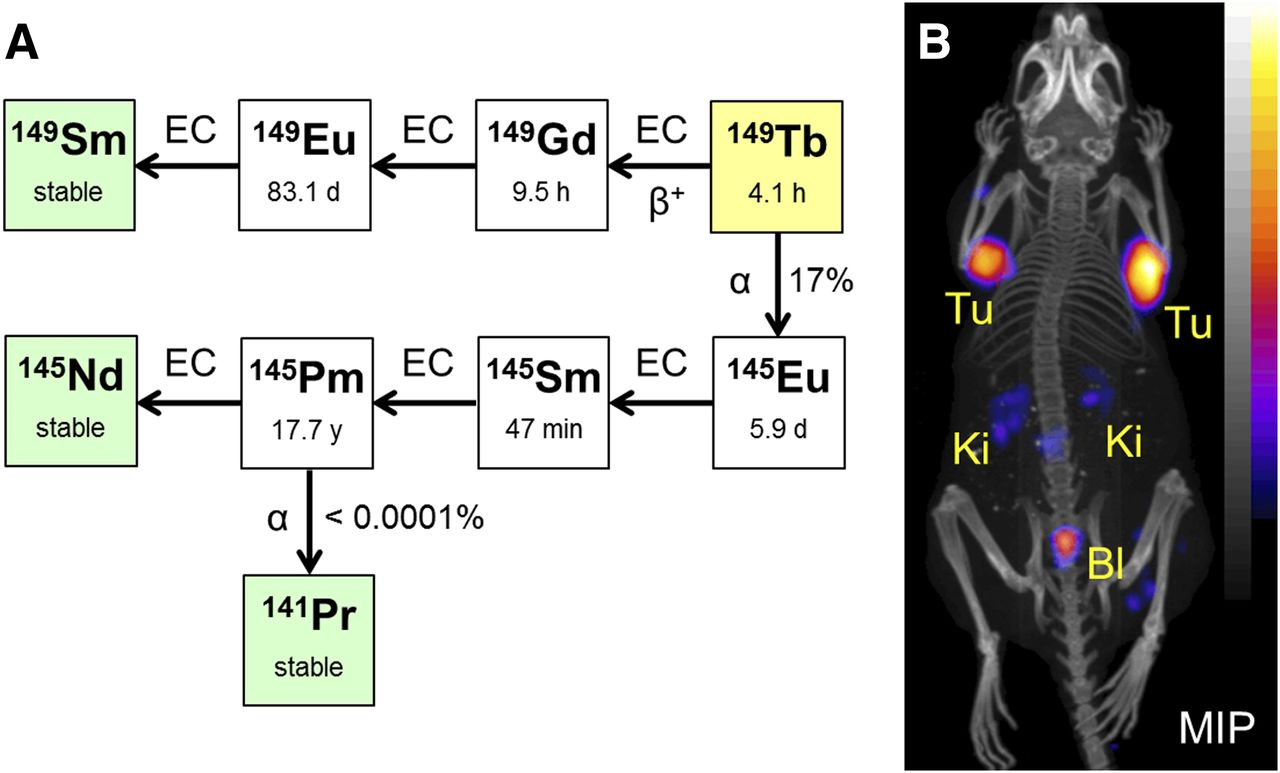 A
149Sm
stable
EC
149Eu
83.1 d
EC
149Gd
9.5 h
EC
β+
149Tb
4.1 h
α
17%
145Nd
stable
EC
145Pm
17.7 y
EC
145Sm
47 min
EC
145Eu
5.9 d
α
< 0.0001%
141Pr
stable
B
Tu
Tu
Ki
Ki
Bl
MIP